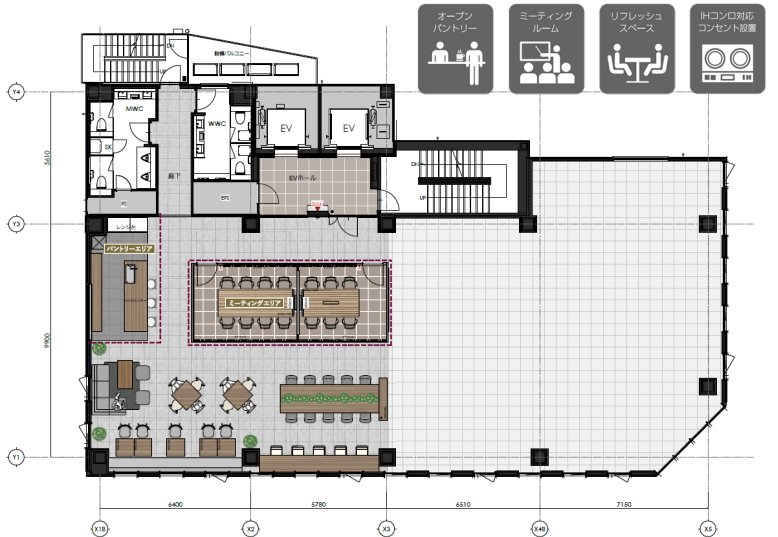 オープン
パントリー
ミーティング
ルーム
リフレッシュ
スペース
IHコンロ対応
コンセント設置
DN
設備バルコニー
UP
Y4
MWC
WWC
EV
EV
SK
DN
5610
廊下
EVホール
PS
EPS
UP
Y3
レンジ台
パントリーエリア
ミーティングエリア
9900
Y1
6400
5780
6510
7150
X1B
X2
X3
X4B
X5